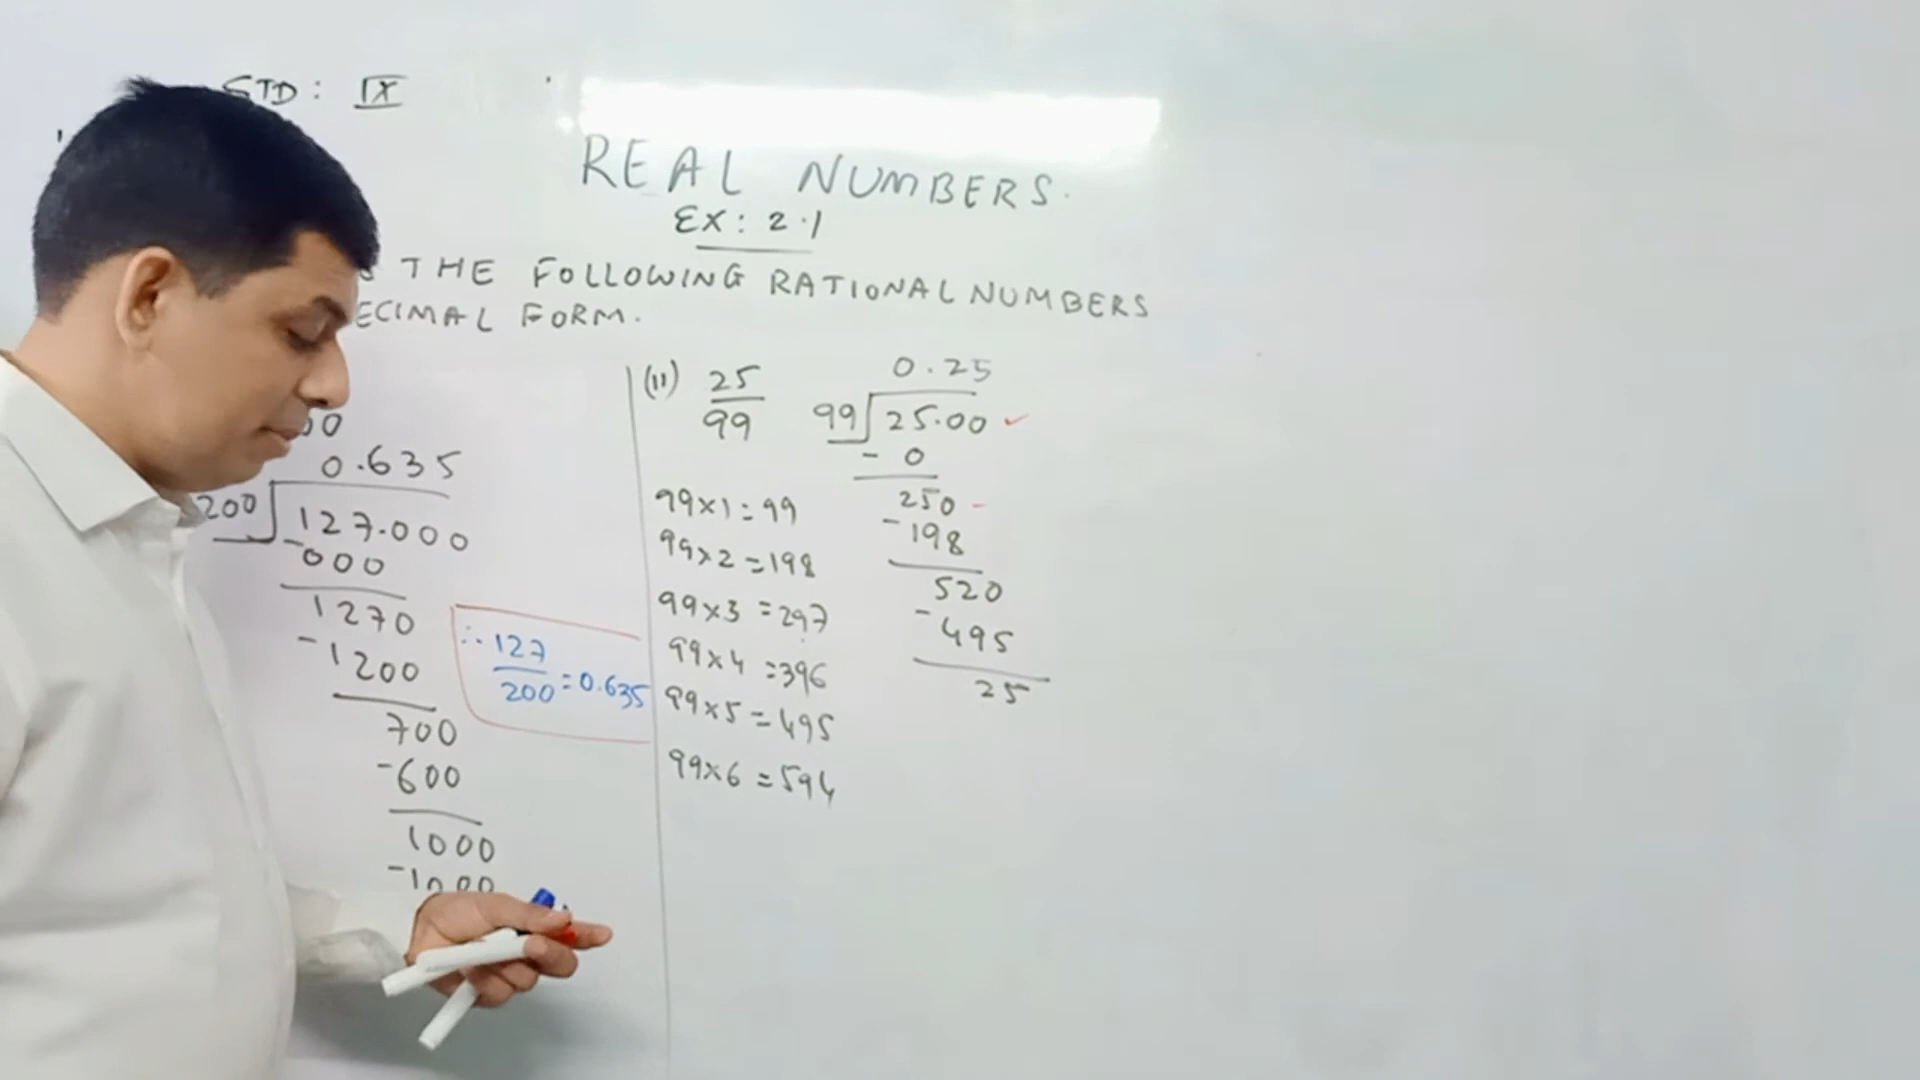 STD : IX
REAL NUMBERS.
EX : 2.1
THE FOLLOWING RATIONAL NUMBERS
ECIMAL FORM.
0.635
200 127.000
-000
1270
-1200
700
-600
1000
-1000
∴ 127/200 = 0.635
(II) 25/99
0.25
99 25.00 ✓
- 0
250 -
-198
520
-495
25
99×1 = 99
99×2 = 198
99×3 = 297
99×4 = 396
99×5 = 495
99×6 = 594